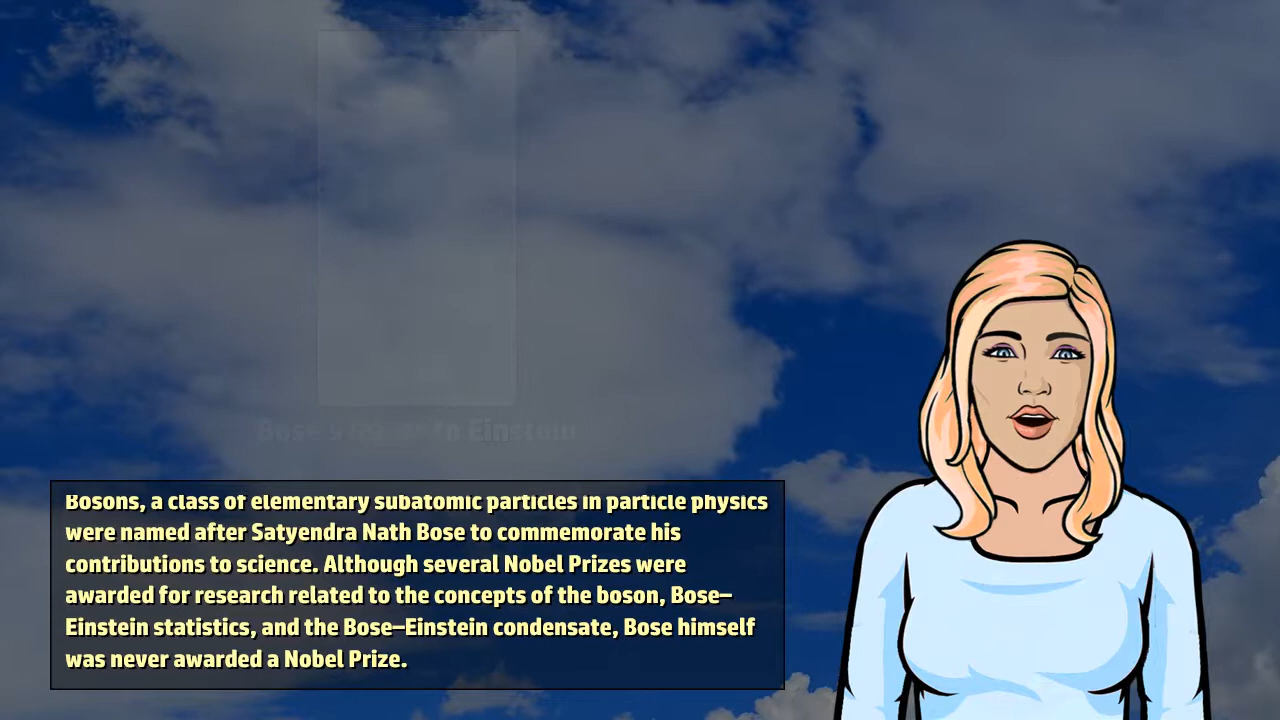 Bosons, a class of elementary subatomic particles in particle physics
were named after Satyendra Nath Bose to commemorate his
contributions to science. Although several Nobel Prizes were
awarded for research related to the concepts of the boson, Bose–
Einstein statistics, and the Bose–Einstein condensate, Bose himself
was never awarded a Nobel Prize.